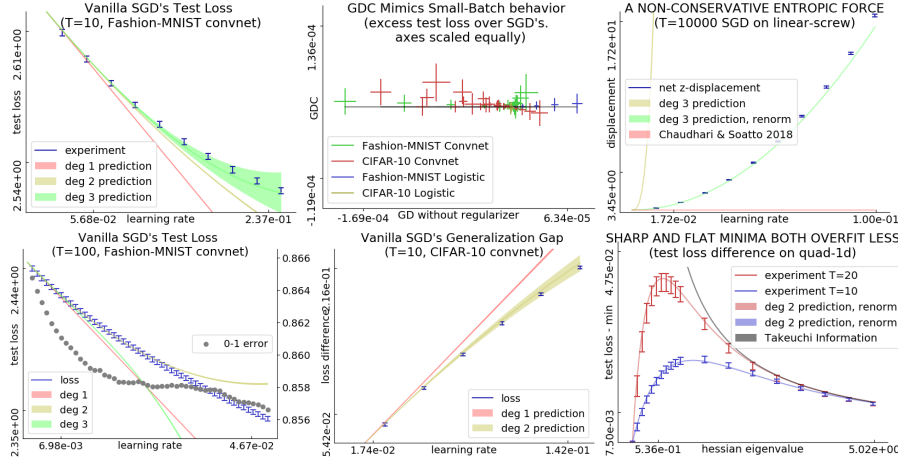 Vanilla SGD's Test Loss
(T=10, Fashion-MNIST convnet)
test loss
2.61e+00
2.54e+00
experiment
deg 1 prediction
deg 2 prediction
deg 3 prediction
5.68e-02
learning rate
2.37e-01
GDC Mimics Small-Batch behavior
(excess test loss over SGD's.
axes scaled equally)
GDC
1.36e-04
-1.19e-04
Fashion-MNIST Convnet
CIFAR-10 Convnet
Fashion-MNIST Logistic
CIFAR-10 Logistic
-1.69e-04
GD without regularizer
6.34e-05
A NON-CONSERVATIVE ENTROPIC FORCE
(T=10000 SGD on linear-screw)
displacement
1.72e+01
3.45e+00
net z-displacement
deg 3 prediction
deg 3 prediction, renorm
Chaudhari & Soatto 2018
1.72e-02
learning rate
1.00e-01
Vanilla SGD's Test Loss
(T=100, Fashion-MNIST convnet)
test loss
2.44e+00
2.35e+00
0.866
0.864
0.862
0.860
0.858
0.856
0-1 error
loss
deg 1
deg 2
deg 3
6.98e-03
learning rate
4.67e-02
Vanilla SGD's Generalization Gap
(T=10, CIFAR-10 convnet)
loss difference
2.16e-01
5.42e-02
loss
deg 1 prediction
deg 2 prediction
1.74e-02
learning rate
1.42e-01
SHARP AND FLAT MINIMA BOTH OVERFIT LESS
(test loss difference on quad-1d)
test loss - min
4.75e-02
7.50e-03
experiment T=20
experiment T=10
deg 2 prediction, renorm
deg 2 prediction, renorm
Takeuchi Information
5.36e-01
hessian eigenvalue
5.02e+00